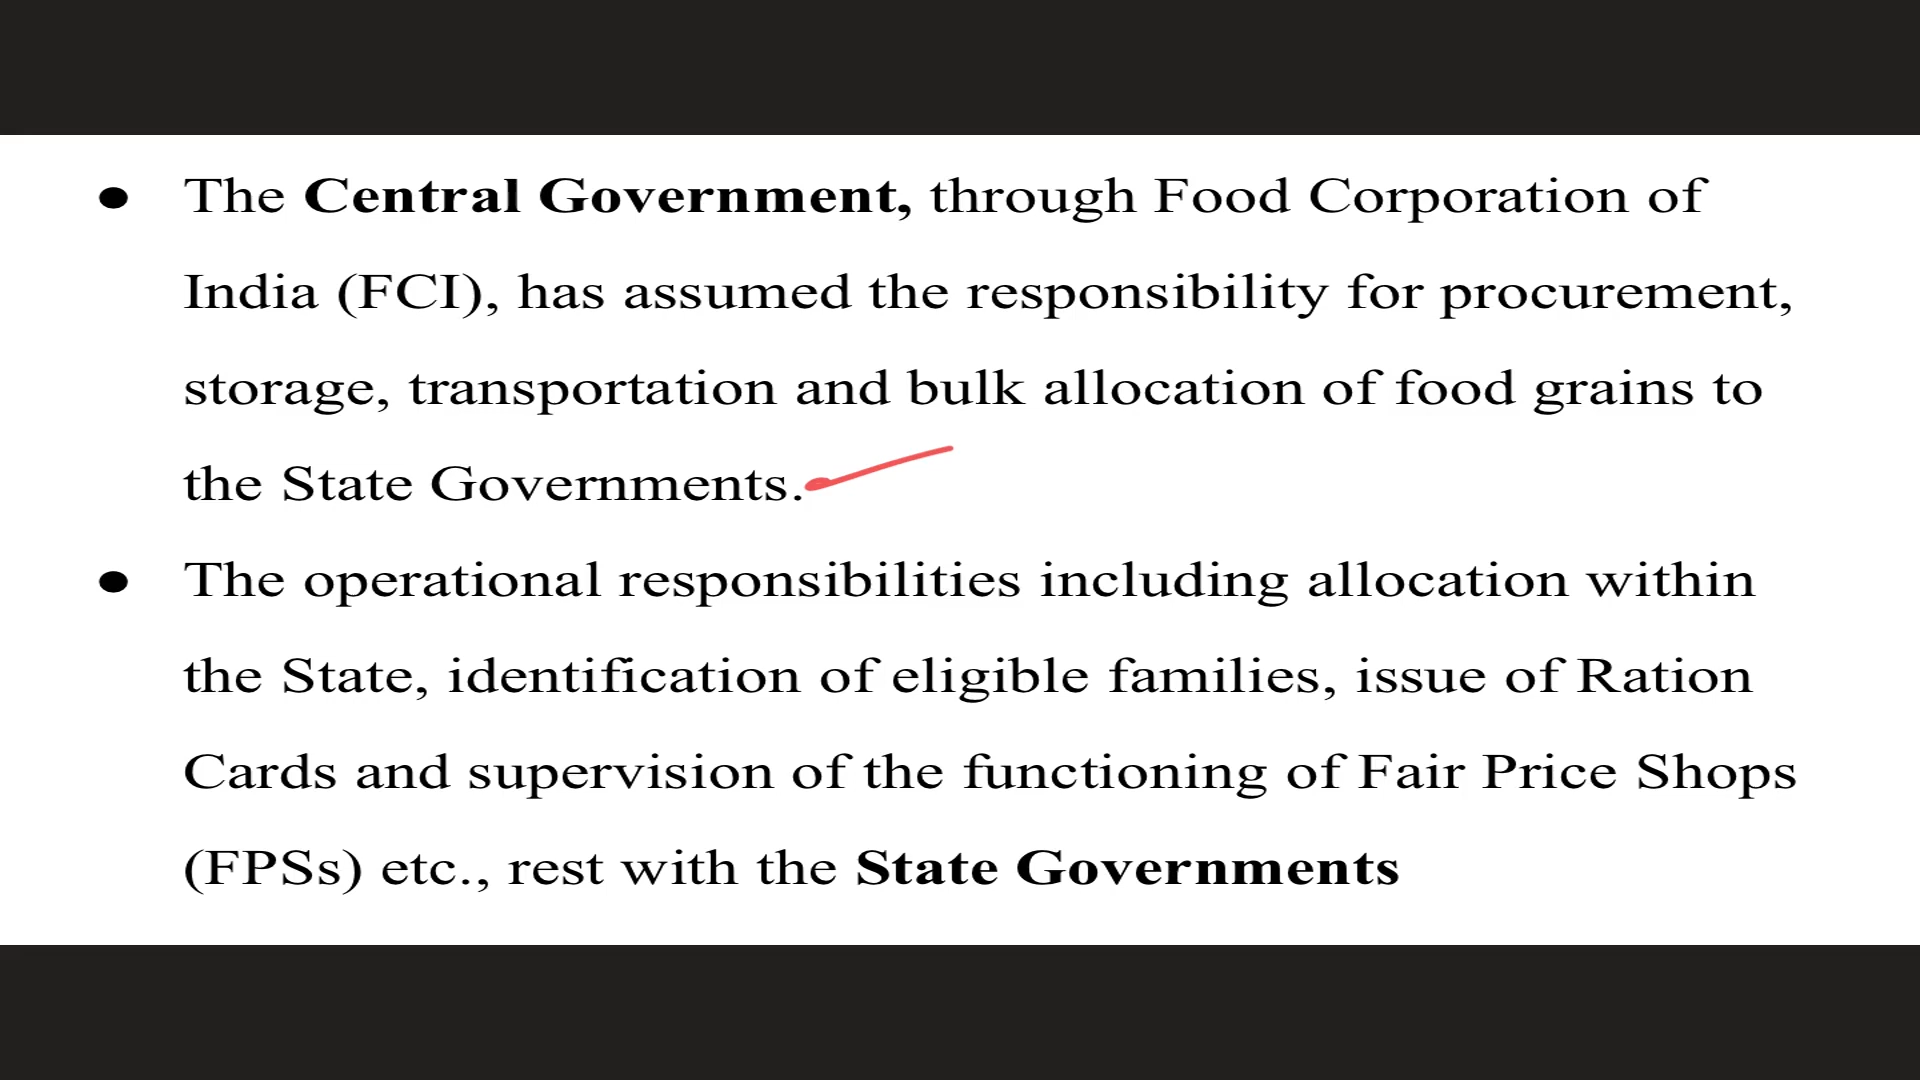 ● The Central Government, through Food Corporation of
India (FCI), has assumed the responsibility for procurement,
storage, transportation and bulk allocation of food grains to
the State Governments.
● The operational responsibilities including allocation within
the State, identification of eligible families, issue of Ration
Cards and supervision of the functioning of Fair Price Shops
(FPSs) etc., rest with the State Governments